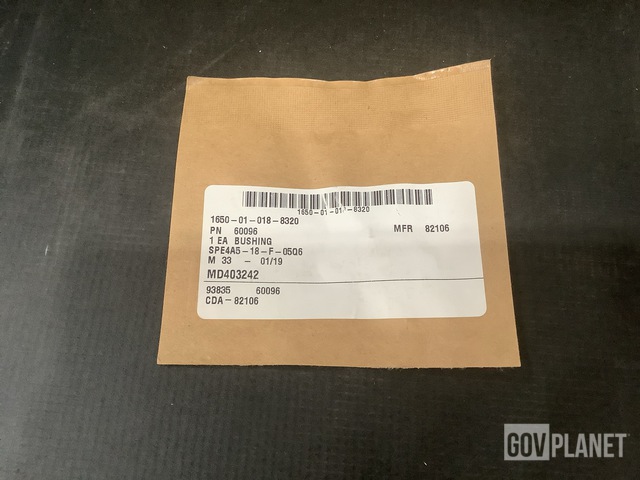 1650-01-018-8320
1650-01-018-8320
PN 60096 MFR 82106
1 EA BUSHING
SPE4A5-18-F-05Q6
M 33 - 01/19
MD403242
93835 60096
CDA-82106
GOVPLANET